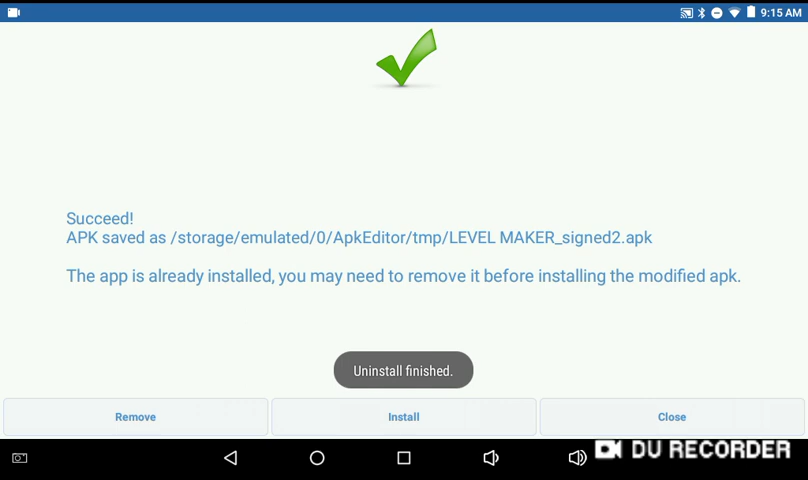 9:15 AM
Succeed!
APK saved as /storage/emulated/0/ApkEditor/tmp/LEVEL MAKER_signed2.apk
The app is already installed, you may need to remove it before installing the modified apk.
Uninstall finished.
Remove
Install
Close
DU RECORDER